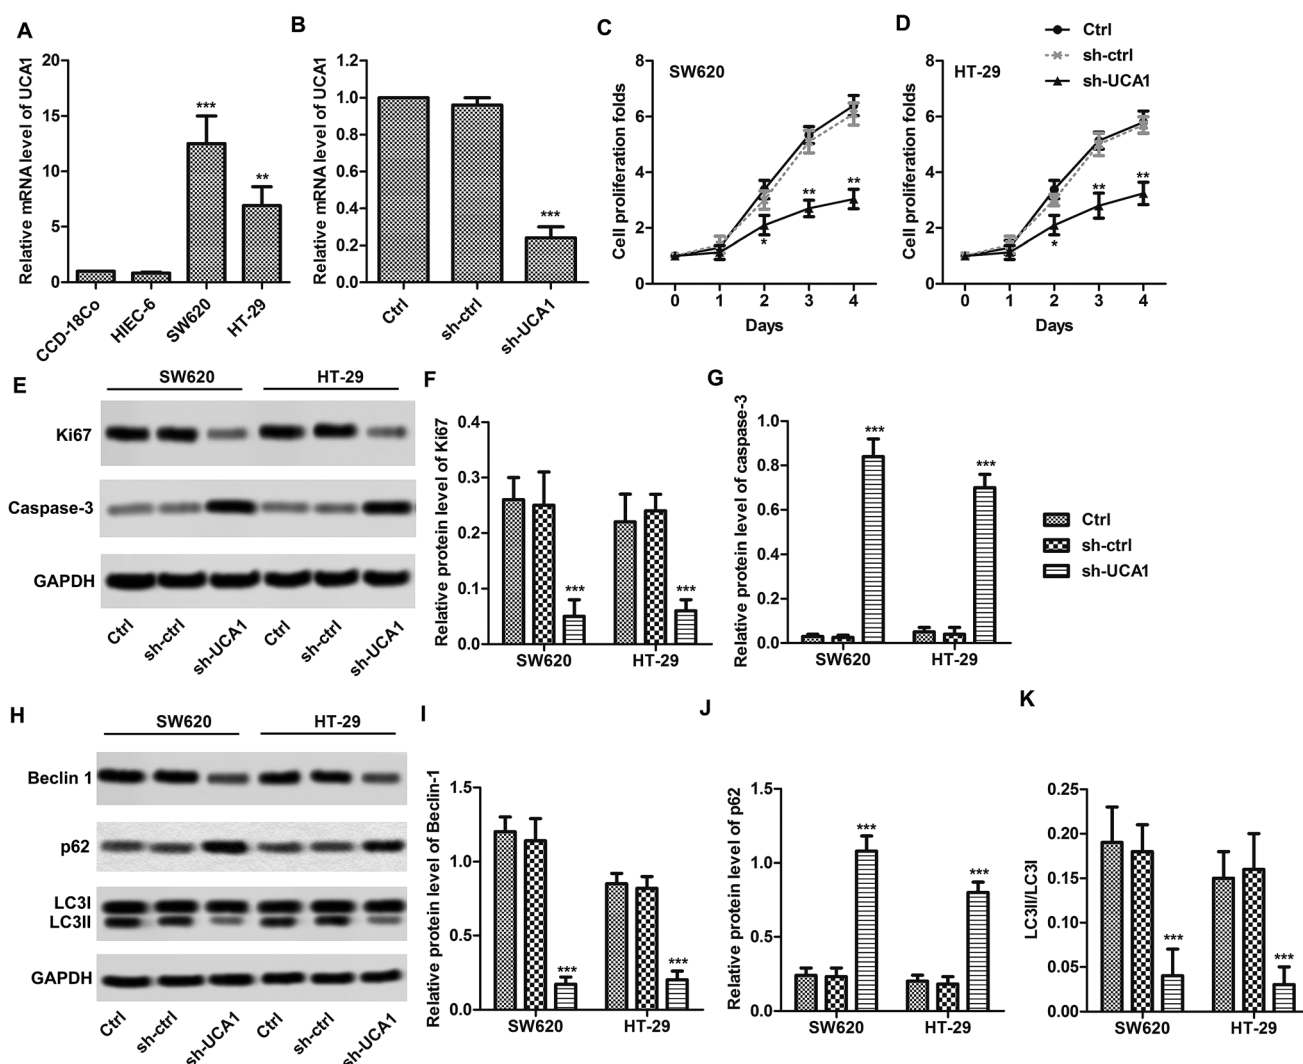 A
Relative mRNA level of UCA1
20
15
10
5
0
***
**
CCD-18Co
HIEC-6
SW620
HT-29
B
Relative mRNA level of UCA1
1.2
1.0
0.8
0.6
0.4
0.2
0.0
***
Ctrl
sh-ctrl
sh-UCA1
C
SW620
Cell proliferation folds
8
6
4
2
0
*
**
**
0 1 2 3 4
Days
D
HT-29
Cell proliferation folds
8
6
4
2
0
*
**
**
0 1 2 3 4
Days
Ctrl
sh-ctrl
sh-UCA1
E
SW620 HT-29
Ki67
Caspase-3
GAPDH
Ctrl
sh-ctrl
sh-UCA1
Ctrl
sh-ctrl
sh-UCA1
F
Relative protein level of Ki67
0.4
0.3
0.2
0.1
0.0
***
***
SW620 HT-29
G
Relative protein level of caspase-3
1.0
0.8
0.6
0.4
0.2
0.0
***
***
SW620 HT-29
Ctrl
sh-ctrl
sh-UCA1
H
SW620 HT-29
Beclin 1
p62
LC3I
LC3II
GAPDH
Ctrl
sh-ctrl
sh-UCA1
Ctrl
sh-ctrl
sh-UCA1
I
Relative protein level of Beclin-1
1.5
1.0
0.5
0.0
***
***
SW620 HT-29
J
Relative protein level of p62
1.5
1.0
0.5
0.0
***
***
SW620 HT-29
K
LC3II/LC3I
0.25
0.20
0.15
0.10
0.05
0.00
***
***
SW620 HT-29